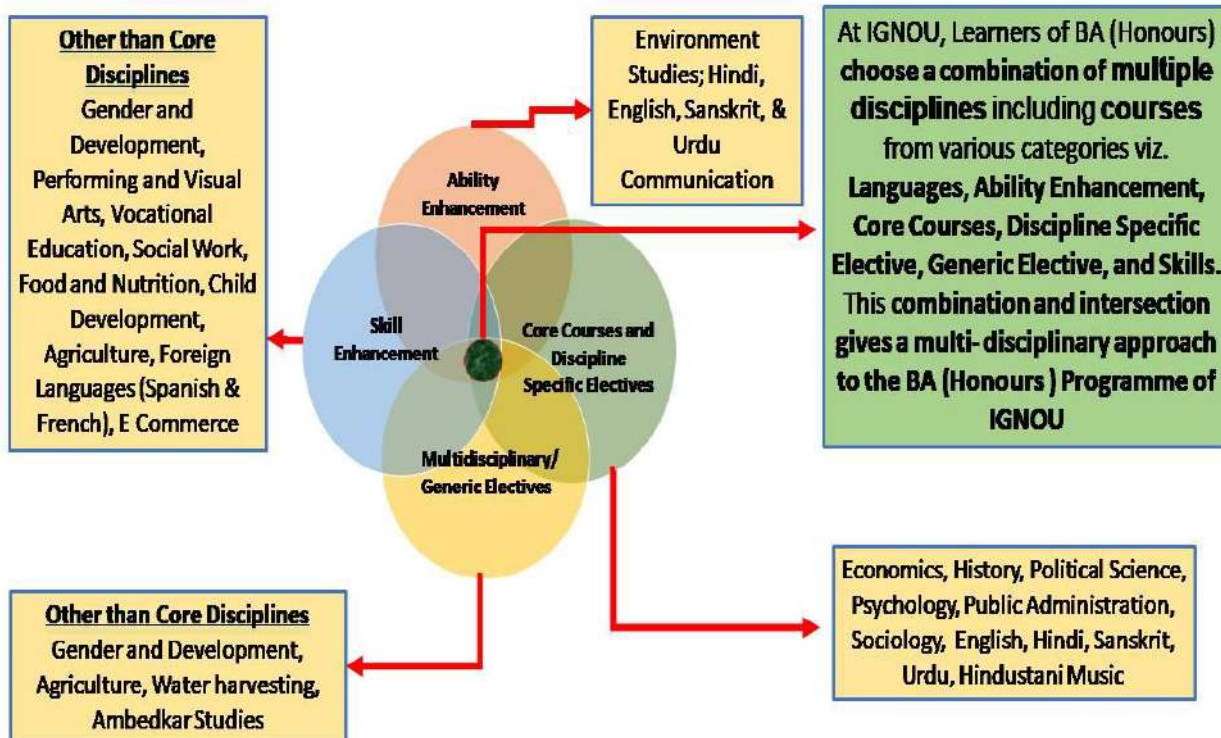 Other than Core
Disciplines
Gender and
Development,
Performing and Visual
Arts, Vocational
Education, Social Work,
Food and Nutrition, Child
Development,
Agriculture, Foreign
Languages (Spanish &
French), E Commerce
Environment
Studies; Hindi,
English, Sanskrit, &
Urdu
Communication
At IGNOU, Learners of BA (Honours)
choose a combination of multiple
disciplines including courses
from various categories viz.
Languages, Ability Enhancement,
Core Courses, Discipline Specific
Elective, Generic Elective, and Skills.
This combination and intersection
gives a multi- disciplinary approach
to the BA (Honours ) Programme of
IGNOU
Ability
Enhancement
Skill
Enhancement
Core Courses and
Discipline
Specific Electives
Multidisciplinary/
Generic Electives
Other than Core Disciplines
Gender and Development,
Agriculture, Water harvesting,
Ambedkar Studies
Economics, History, Political Science,
Psychology, Public Administration,
Sociology, English, Hindi, Sanskrit,
Urdu, Hindustani Music